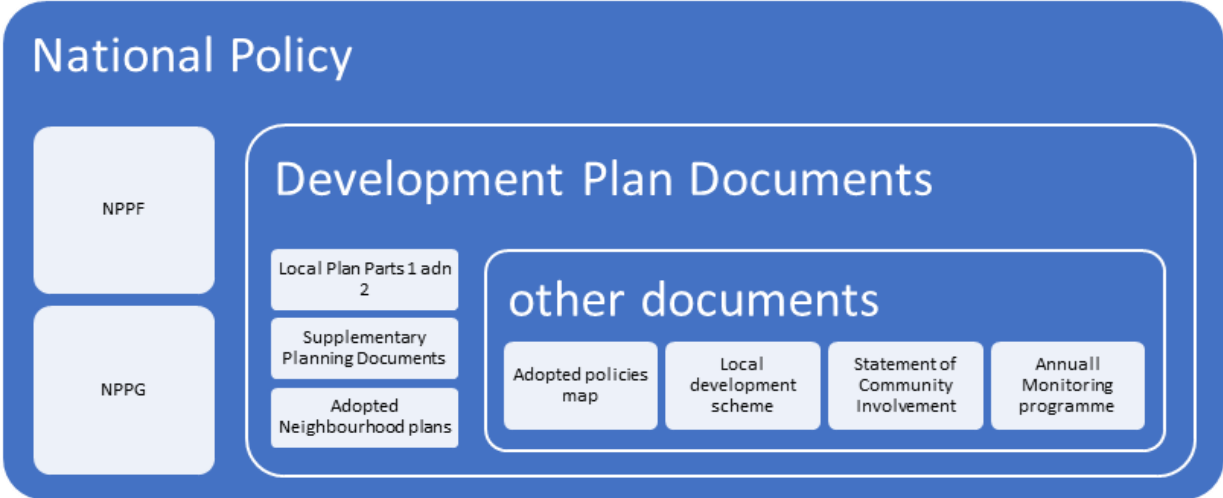 National Policy
NPPF
NPPG
Development Plan Documents
Local Plan Parts 1 adn
2
Supplementary
Planning Documents
Adopted
Neighbourhood plans
other documents
Adopted policies
map
Local
development
scheme
Statement of
Community
Involvement
Annuall
Monitoring
programme